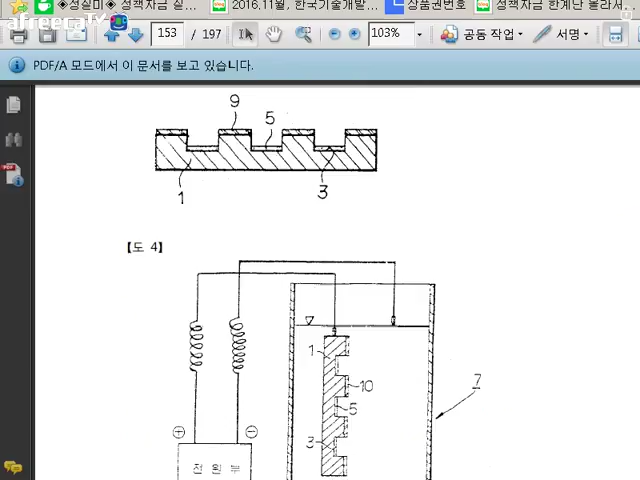 ◈성실미◈ 정책자금 실...
2016,11월, 한국기술개발...
상품권번호
정책자금 한계난 몰라서..
afreecaTV
153 / 197
103%
공동 작업
서명
PDF/A 모드에서 이 문서를 보고 있습니다.
9
5
1
3
【도 4】
1
10
5
7
3
전 원 부